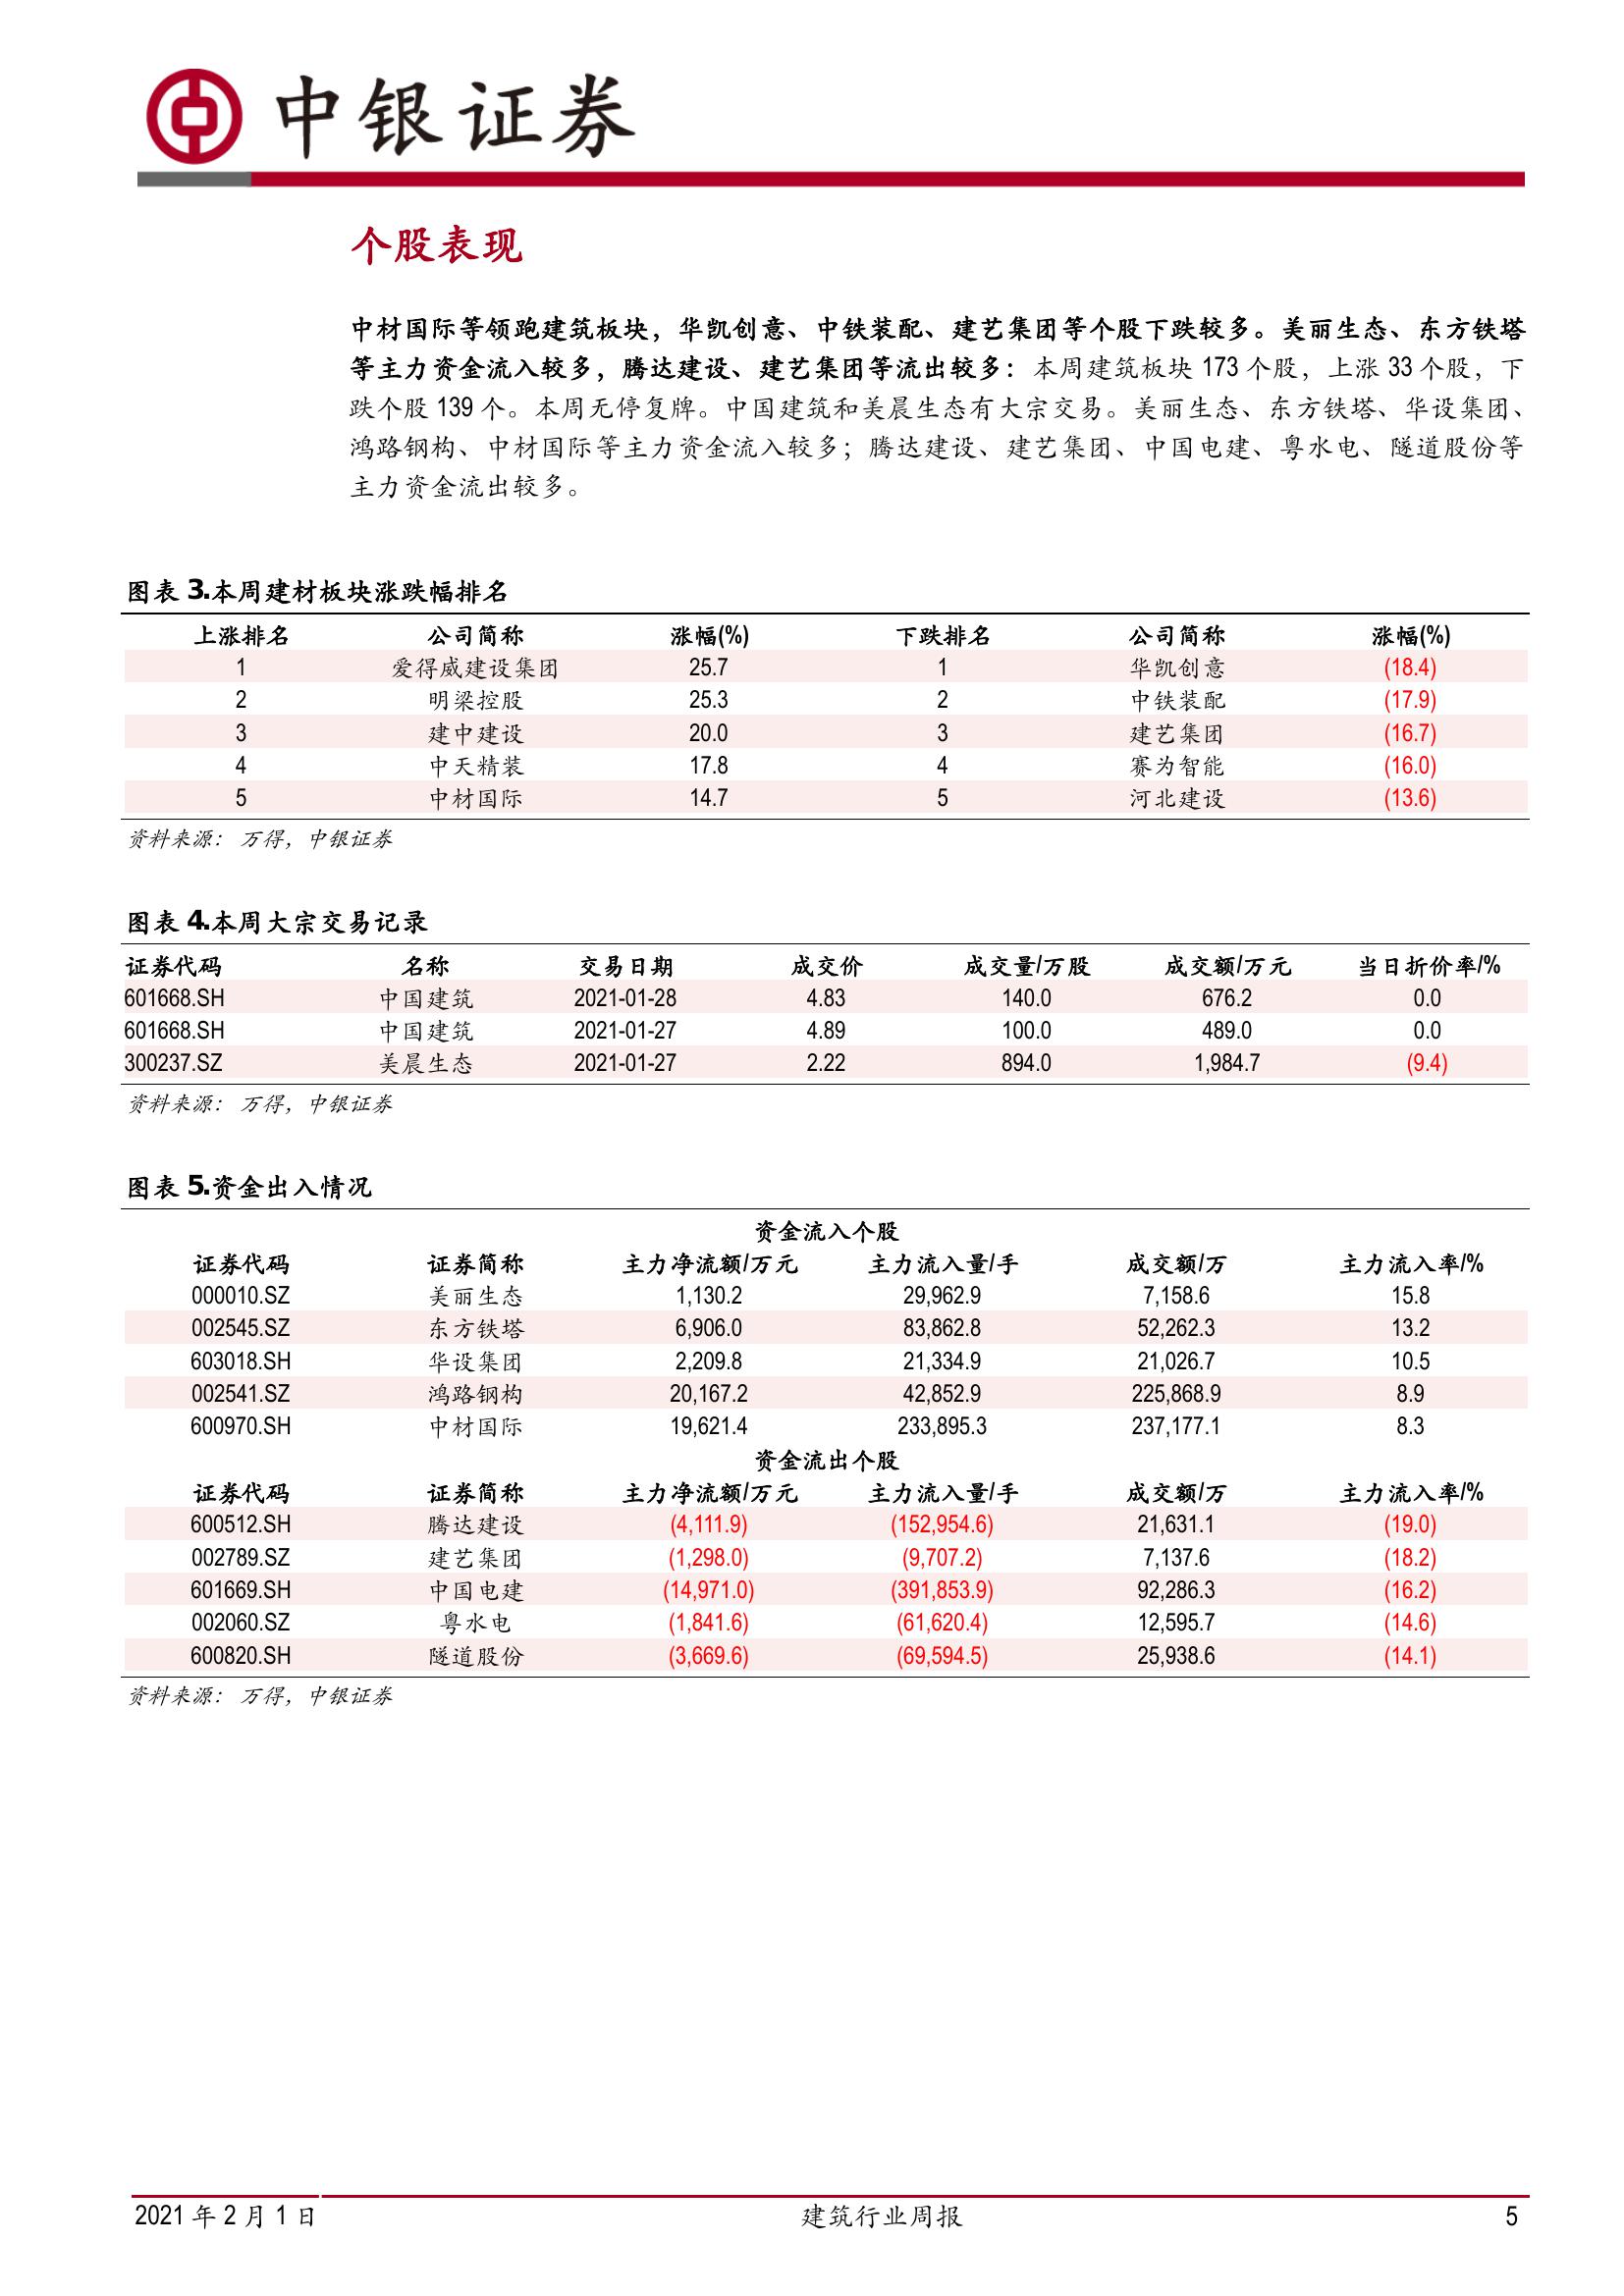 中银证券
个股表现
中材国际等领跑建筑板块，华凯创意、中铁装配、建艺集团等个股下跌较多。美丽生态、东方铁塔
等主力资金流入较多，腾达建设、建艺集团等流出较多：本周建筑板块 173 个股，上涨 33 个股，下
跌个股 139 个。本周无停复牌。中国建筑和美晨生态有大宗交易。美丽生态、东方铁塔、华设集团、
鸿路钢构、中材国际等主力资金流入较多；腾达建设、建艺集团、中国电建、粤水电、隧道股份等
主力资金流出较多。
图表 3.本周建材板块涨跌幅排名
上涨排名 公司简称 涨幅(%) 下跌排名 公司简称 涨幅(%)
1 爱得威建设集团 25.7 1 华凯创意 (18.4)
2 明梁控股 25.3 2 中铁装配 (17.9)
3 建中建设 20.0 3 建艺集团 (16.7)
4 中天精装 17.8 4 赛为智能 (16.0)
5 中材国际 14.7 5 河北建设 (13.6)
资料来源：万得，中银证券
图表 4.本周大宗交易记录
证券代码 名称 交易日期 成交价 成交量/万股 成交额/万元 当日折价率/%
601668.SH 中国建筑 2021-01-28 4.83 140.0 676.2 0.0
601668.SH 中国建筑 2021-01-27 4.89 100.0 489.0 0.0
300237.SZ 美晨生态 2021-01-27 2.22 894.0 1,984.7 (9.4)
资料来源：万得，中银证券
图表 5.资金出入情况
资金流入个股
证券代码 证券简称 主力净流额/万元 主力流入量/手 成交额/万 主力流入率/%
000010.SZ 美丽生态 1,130.2 29,962.9 7,158.6 15.8
002545.SZ 东方铁塔 6,906.0 83,862.8 52,262.3 13.2
603018.SH 华设集团 2,209.8 21,334.9 21,026.7 10.5
002541.SZ 鸿路钢构 20,167.2 42,852.9 225,868.9 8.9
600970.SH 中材国际 19,621.4 233,895.3 237,177.1 8.3
资金流出个股
证券代码 证券简称 主力净流额/万元 主力流入量/手 成交额/万 主力流入率/%
600512.SH 腾达建设 (4,111.9) (152,954.6) 21,631.1 (19.0)
002789.SZ 建艺集团 (1,298.0) (9,707.2) 7,137.6 (18.2)
601669.SH 中国电建 (14,971.0) (391,853.9) 92,286.3 (16.2)
002060.SZ 粤水电 (1,841.6) (61,620.4) 12,595.7 (14.6)
600820.SH 隧道股份 (3,669.6) (69,594.5) 25,938.6 (14.1)
资料来源：万得，中银证券
2021 年 2 月 1 日 建筑行业周报 5